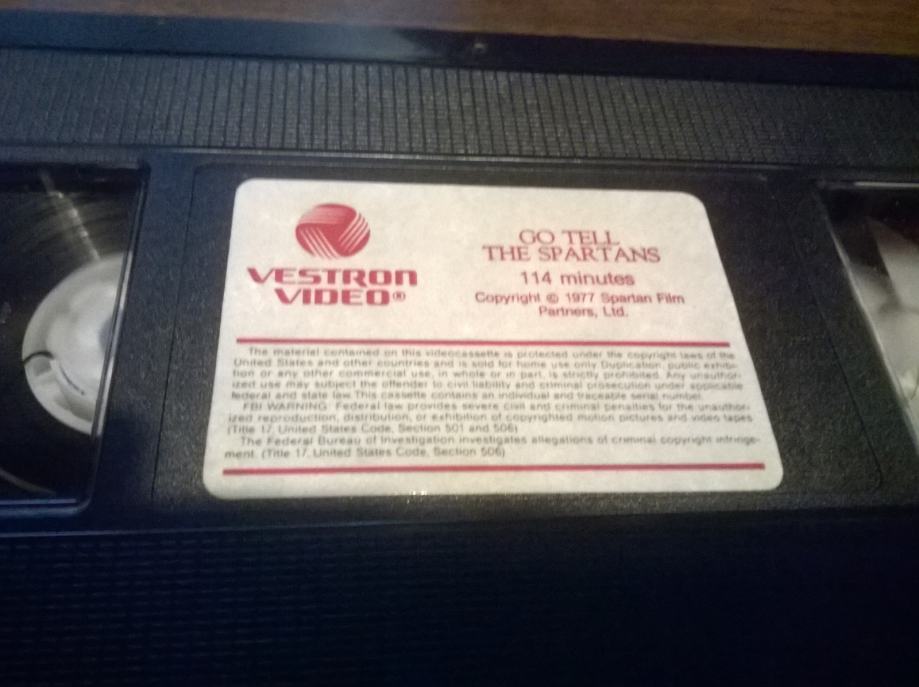 VESTRON
VIDEO®
GO TELL
THE SPARTANS
114 minutes
Copyright © 1977 Spartan Film
Partners, Ltd.
The material contained on this videocassette is protected under the copyright laws of the
United States and other countries and is sold for home use only. Duplication, public exhibi-
tion or any other commercial use, in whole or in part, is strictly prohibited. Any unauthor-
ized use may subject the offender to civil liability and criminal prosecution under applicable
federal and state law. This cassette contains an individual and traceable serial number.
FBI WARNING: Federal law provides severe civil and criminal penalties for the unauthor-
ized reproduction, distribution, or exhibition of copyrighted motion pictures and video tapes
(Title 17, United States Code, Section 501 and 506)
The Federal Bureau of Investigation investigates allegations of criminal copyright infringe-
ment. (Title 17, United States Code, Section 506)